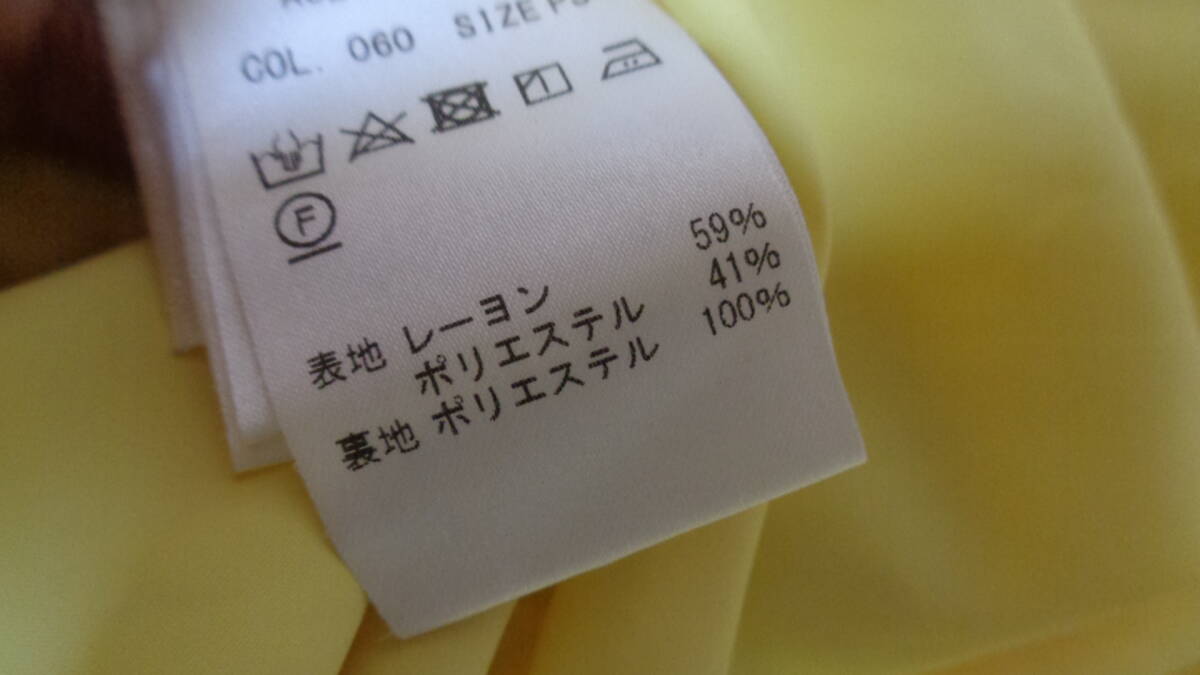 COL. 060 SIZE
F
表地 レーヨン 59%
ポリエステル 41%
裏地 ポリエステル 100%